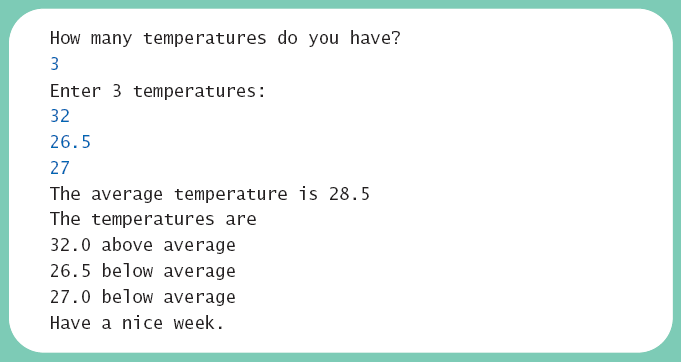 How many temperatures do you have?
3
Enter 3 temperatures:
32
26.5
27
The average temperature is 28.5
The temperatures are
32.0 above average
26.5 below average
27.0 below average
Have a nice week.